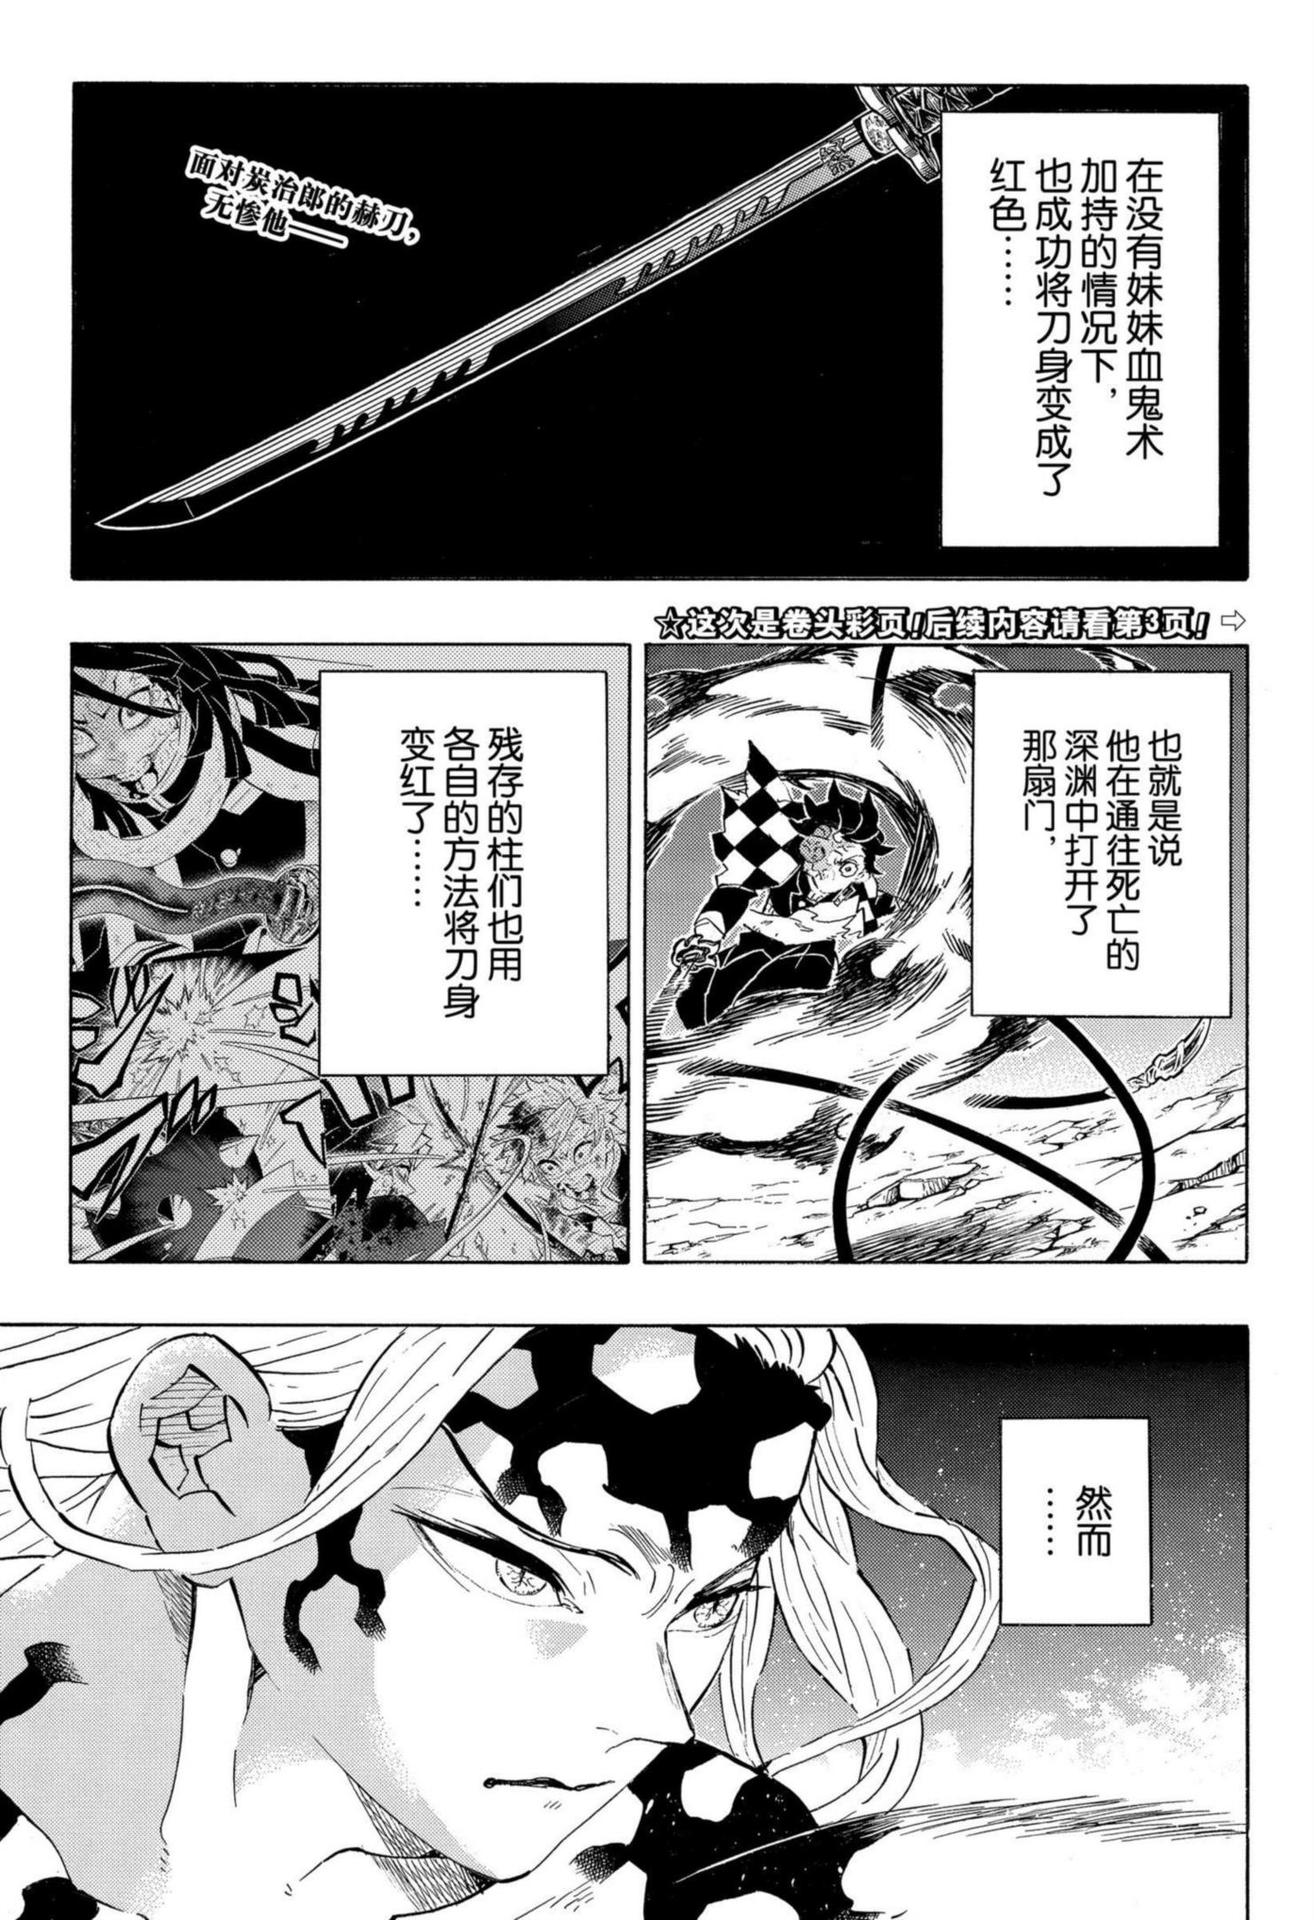 在没有妹妹血鬼术
加持的情况下，
也成功将刀身变成了
红色……
面对炭治郎的赫刀，
无惨他——
★这次是卷头彩页！后续内容请看第3页！⇨
也就是说
他在通往死亡的
深渊中打开了
那扇门，
残存的柱们也用
各自的方法将刀身
变红了……
然而
……